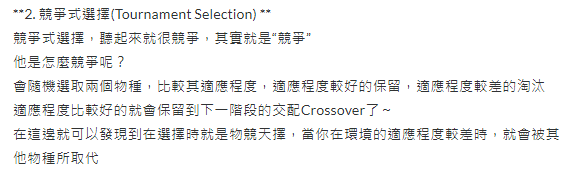 **2. 競爭式選擇(Tournament Selection) **
競爭式選擇，聽起來就很競爭，其實就是“競爭”
他是怎麼競爭呢？
會隨機選取兩個物種，比較其適應程度，適應程度較好的保留，適應程度較差的淘汰
適應程度比較好的就會保留到下一階段的交配Crossover了～
在這邊就可以發現到在選擇時就是物競天擇，當你在環境的適應程度較差時，就會被其
他物種所取代